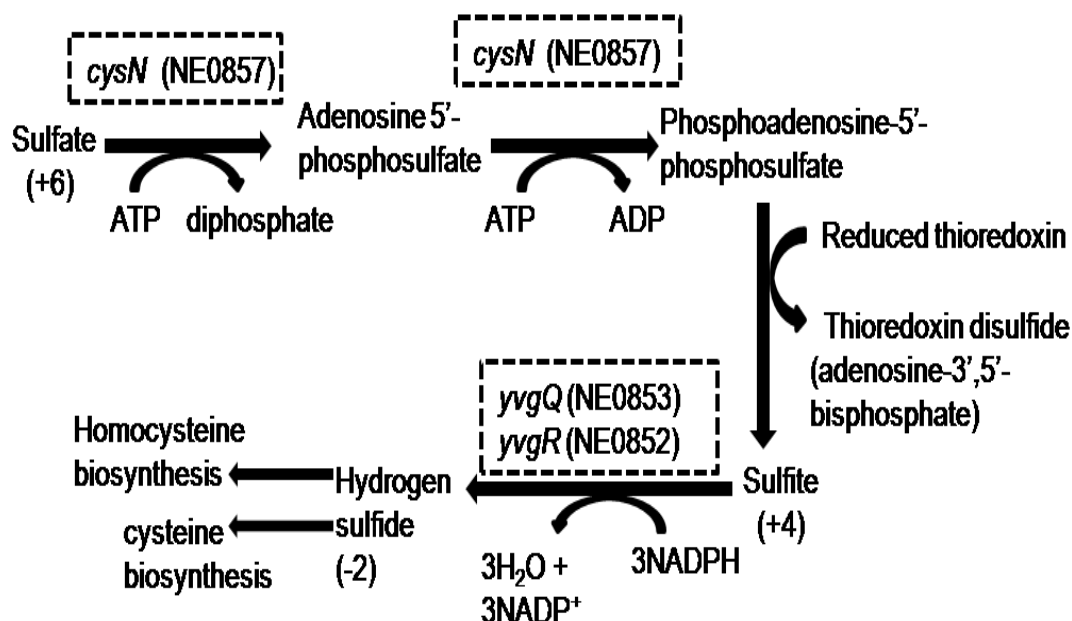 cysN (NE0857)
cysN (NE0857)
Sulfate
(+6)
ATP
diphosphate
Adenosine 5’-
phosphosulfate
ATP
ADP
Phosphoadenosine-5’-
phosphosulfate
Reduced thioredoxin
Thioredoxin disulfide
(adenosine-3’,5’-
bisphosphate)
Sulfite
(+4)
yvgQ (NE0853)
yvgR (NE0852)
3NADPH
3H₂O +
3NADP⁺
Hydrogen
sulfide
(-2)
Homocysteine
biosynthesis
cysteine
biosynthesis